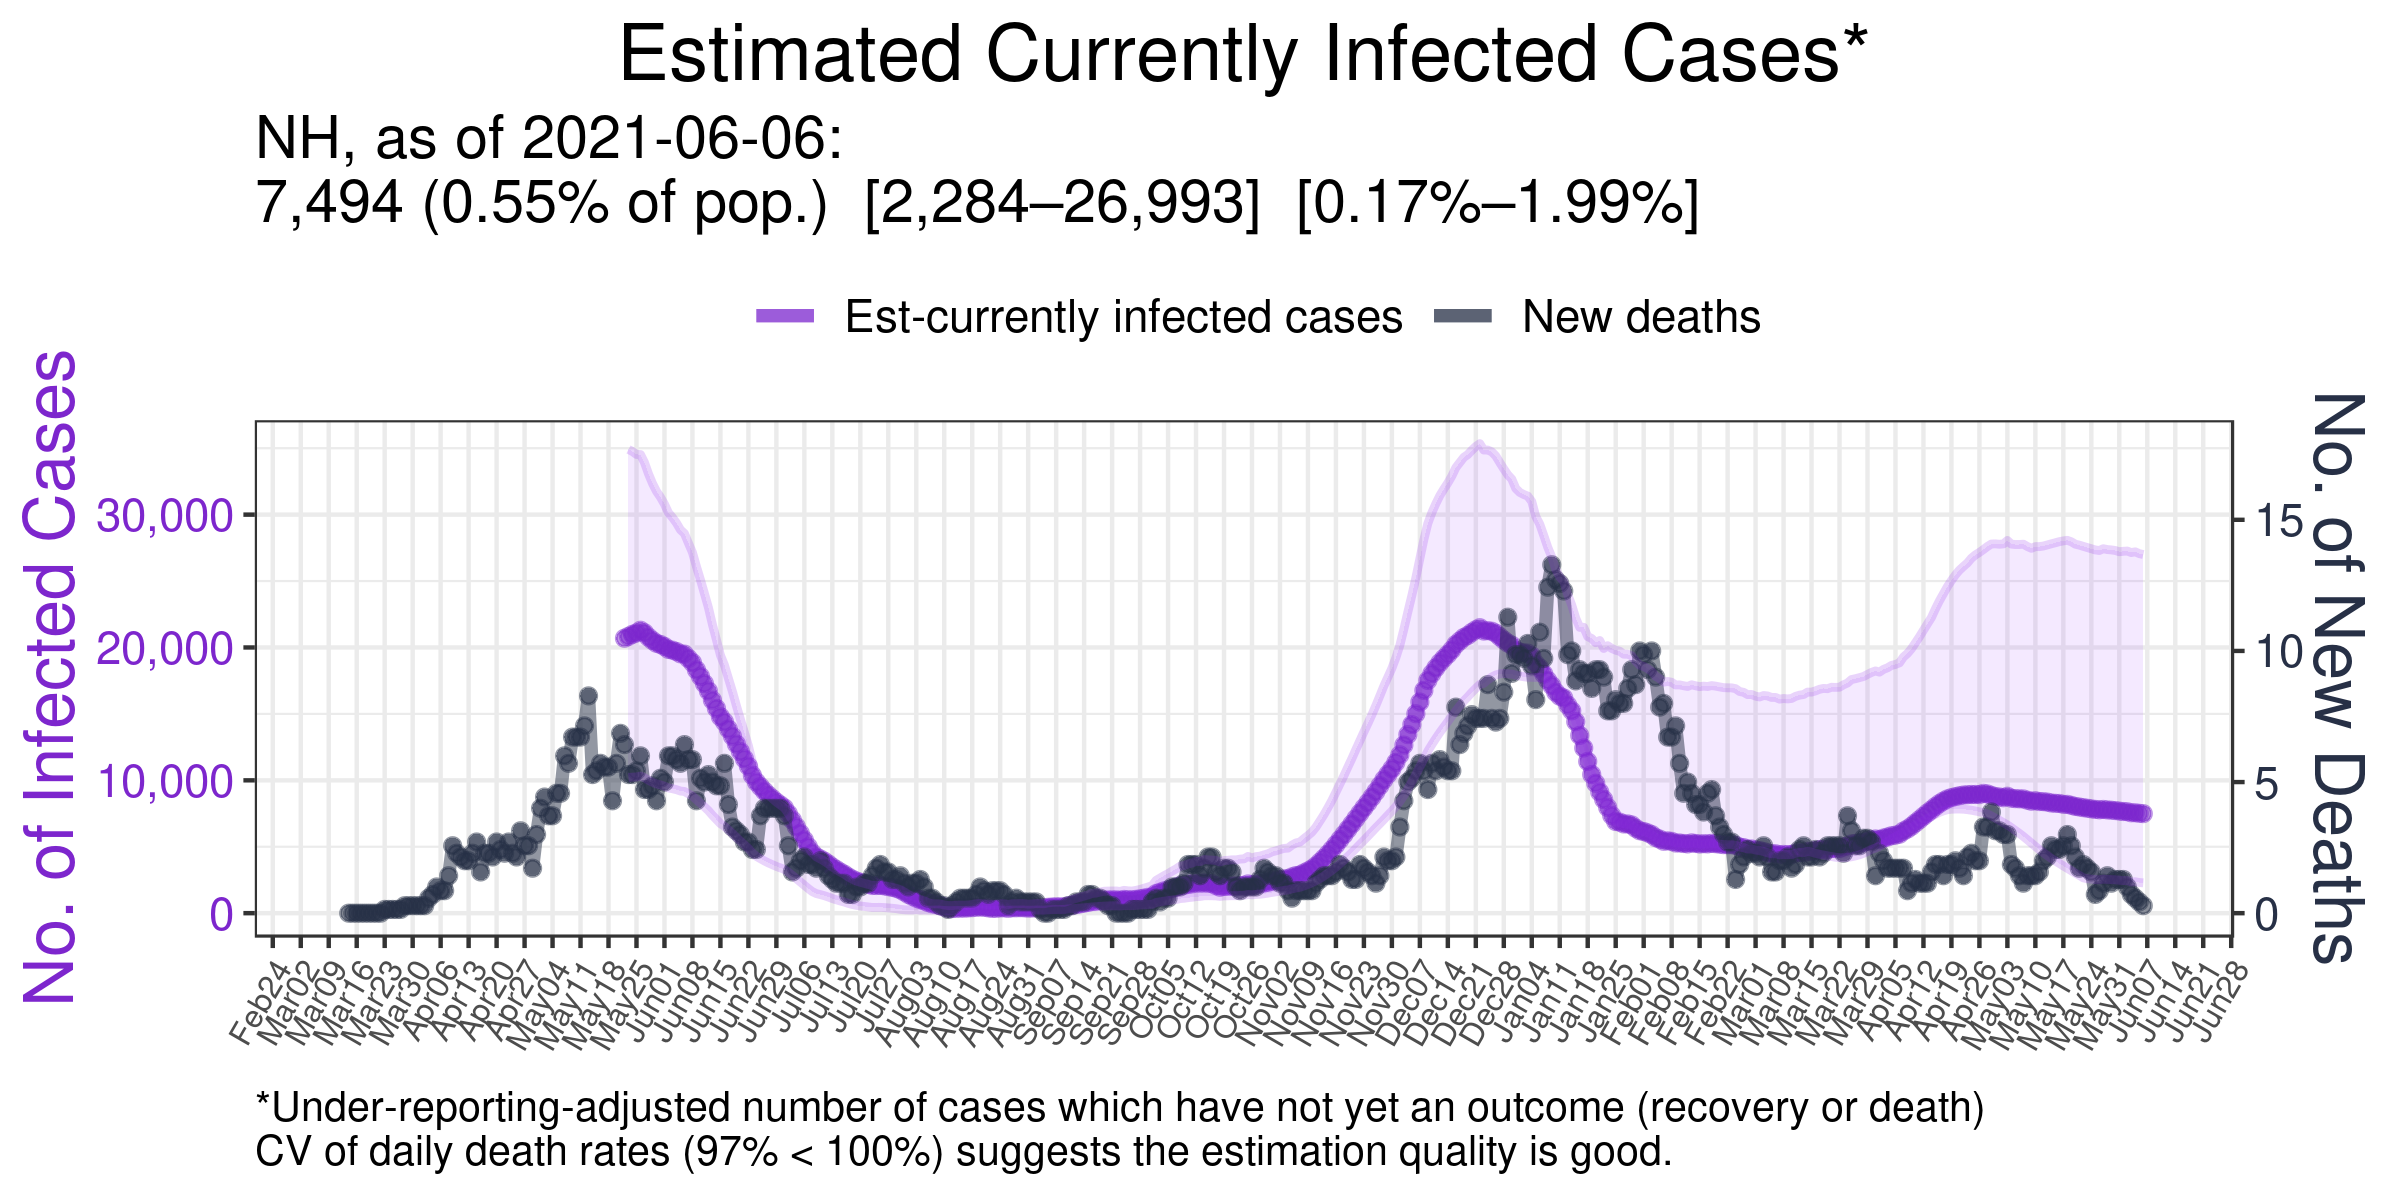 Estimated Currently Infected Cases*
NH, as of 2021-06-06:
7,494 (0.55% of pop.)  [2,284–26,993]  [0.17%–1.99%]
Est-currently infected cases
New deaths
No. of Infected Cases
30,000
20,000
10,000
0
15
10
5
0
No. of New Deaths
Feb24
Mar02
Mar09
Mar16
Mar23
Mar30
Apr06
Apr13
Apr20
Apr27
May04
May11
May18
May25
Jun01
Jun08
Jun15
Jun22
Jun29
Jul06
Jul13
Jul20
Jul27
Aug03
Aug10
Aug17
Aug24
Aug31
Sep07
Sep14
Sep21
Sep28
Oct05
Oct12
Oct19
Oct26
Nov02
Nov09
Nov16
Nov23
Nov30
Dec07
Dec14
Dec21
Dec28
Jan04
Jan11
Jan18
Jan25
Feb01
Feb08
Feb15
Feb22
Mar01
Mar08
Mar15
Mar22
Mar29
Apr05
Apr12
Apr19
Apr26
May03
May10
May17
May24
May31
Jun07
Jun14
Jun21
Jun28
*Under-reporting-adjusted number of cases which have not yet an outcome (recovery or death)
CV of daily death rates (97% < 100%) suggests the estimation quality is good.